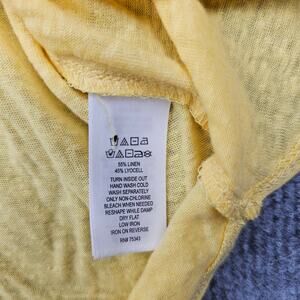 55% LINEN
45% LYOCELL
TURN INSIDE OUT
HAND WASH COLD
WASH SEPARATELY
ONLY NON-CHLORINE
BLEACH WHEN NEEDED
RESHAPE WHILE DAMP
DRY FLAT
LOW IRON
IRON ON REVERSE
RN# 75343